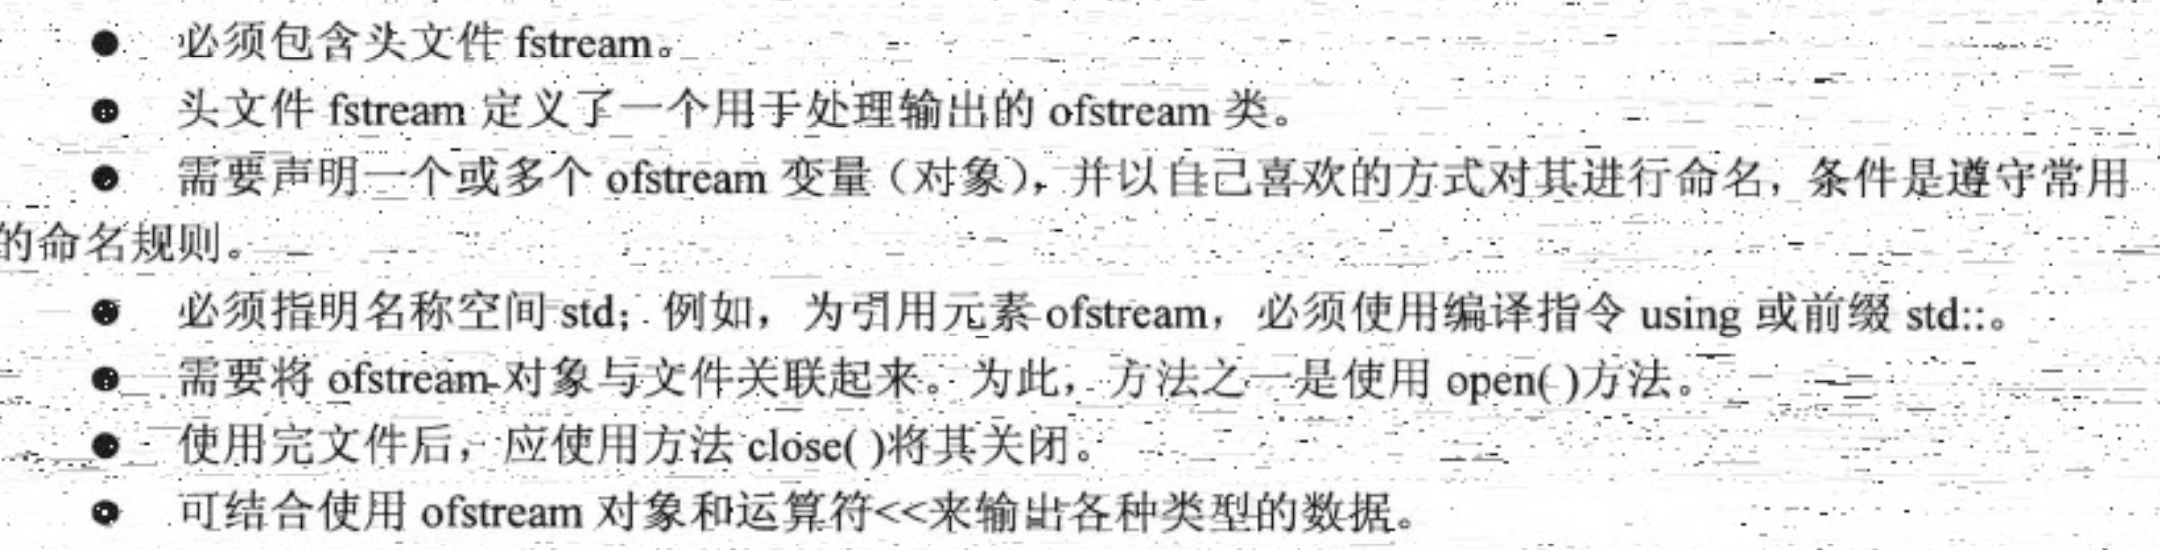 ● 必须包含头文件 fstream。
● 头文件 fstream 定义了一个用于处理输出的 ofstream 类。
● 需要声明一个或多个 ofstream 变量（对象），并以自己喜欢的方式对其进行命名，条件是遵守常用
的命名规则。
● 必须指明名称空间 std；例如，为引用元素 ofstream，必须使用编译指令 using 或前缀 std::。
● 需要将 ofstream 对象与文件关联起来。为此，方法之一是使用 open( )方法。
● 使用完文件后，应使用方法 close( )将其关闭。
● 可结合使用 ofstream 对象和运算符<<来输出各种类型的数据。